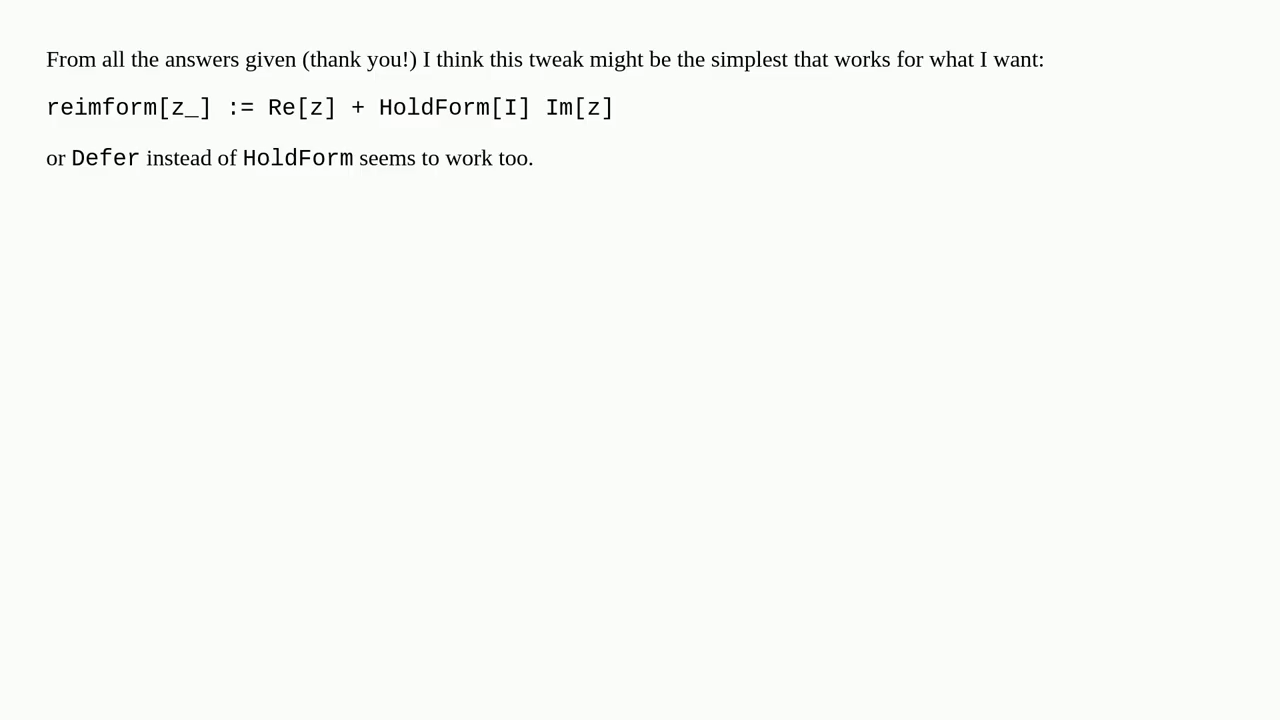 From all the answers given (thank you!) I think this tweak might be the simplest that works for what I want:
reimform[z_] := Re[z] + HoldForm[I] Im[z]
or Defer instead of HoldForm seems to work too.